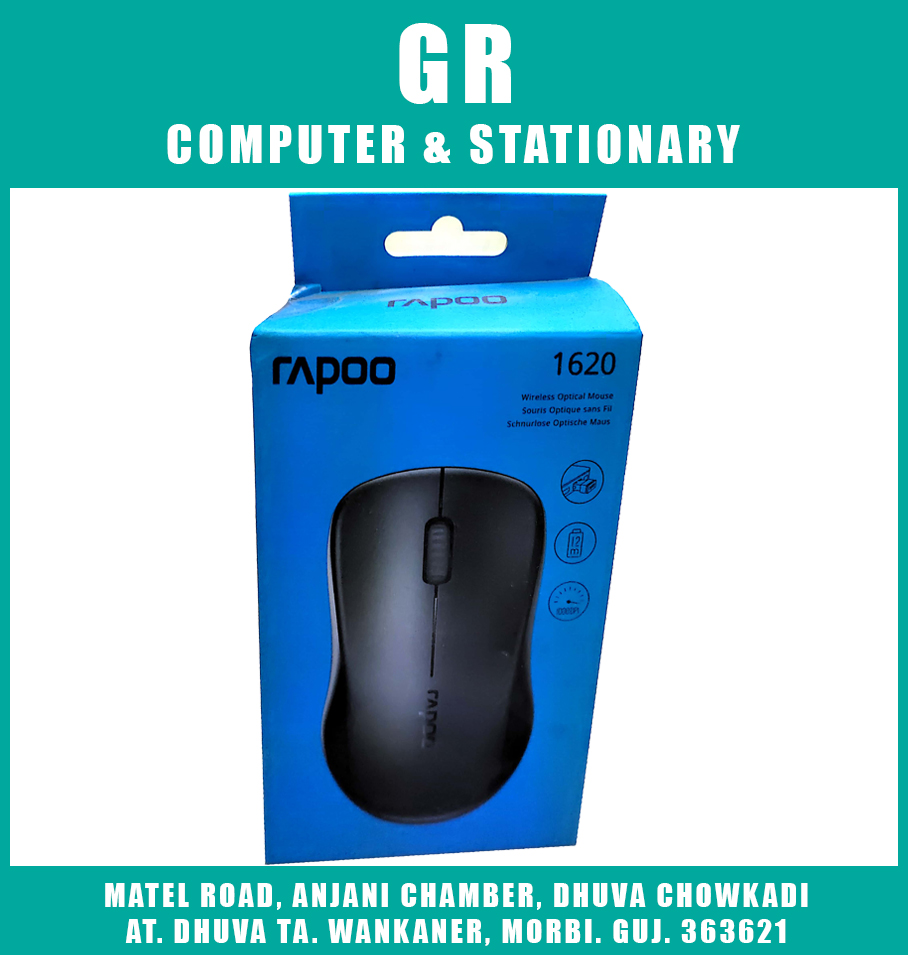 GR
COMPUTER & STATIONARY
rapoo
rapoo
1620
Wireless Optical Mouse
Souris Optique sans Fil
Schnurlose Optische Maus
12
m
1000DPI
rapoo
MATEL ROAD, ANJANI CHAMBER, DHUVA CHOWKADI
AT. DHUVA TA. WANKANER, MORBI. GUJ. 363621